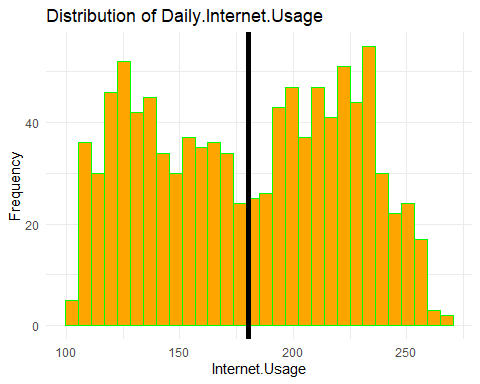 Distribution of Daily.Internet.Usage
Frequency
40
20
0
100 150 200 250
Internet.Usage